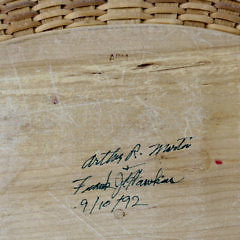 Arthur R. Martin
&
Frank J. Hawkins
9/10/92